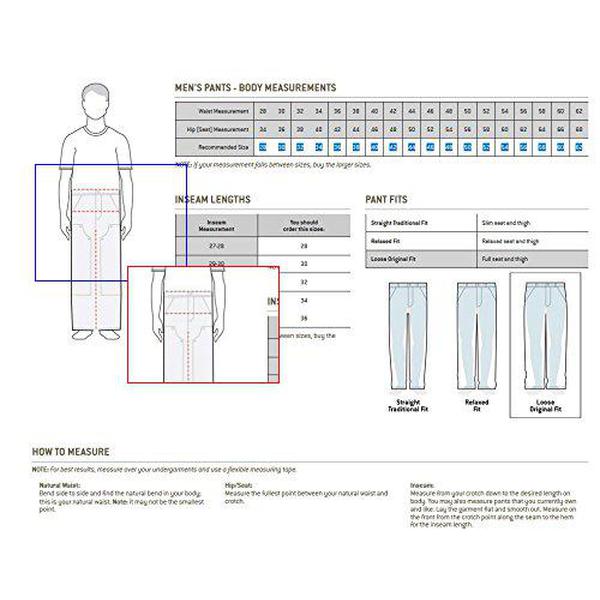 MEN'S PANTS - BODY MEASUREMENTS
Waist Measurement 28 30 32 34 36 38 40 42 44 46 48 50 52 54 56 58 60 62
Hip [Seat] Measurement 34 36 38 40 42 44 46 48 50 52 54 56 58 60 62 64 66 68
Recommended Size 28 30 32 34 36 38 40 42 44 46 48 50 52 54 56 58 60 62
NOTE: If your measurement falls between sizes, buy the larger sizes.
INSEAM LENGTHS
Inseam Measurement You should order this size:
27-28 28
29-30 30
32
34
36
between sizes, buy the
INS
PANT FITS
Straight Traditional Fit Slim seat and thigh
Relaxed Fit Relaxed seat and thigh
Loose Original Fit Full seat and thigh
Straight Traditional Fit
Relaxed Fit
Loose Original Fit
HOW TO MEASURE
NOTE: For best results, measure over your undergarments and use a flexible measuring tape.
Natural Waist:
Bend side to side and find the natural bend in your body;
this is your natural waist. Note: it may not be the smallest
point.
Hip/Seat:
Measure the fullest point between your natural waist and
crotch.
Inseam:
Measure from your crotch down to the desired length on
body. You may also measure pants that you currently own
and like: Lay the garment flat and smooth out. Measure on
the front from the crotch point along the seam to the hem
for the inseam length.